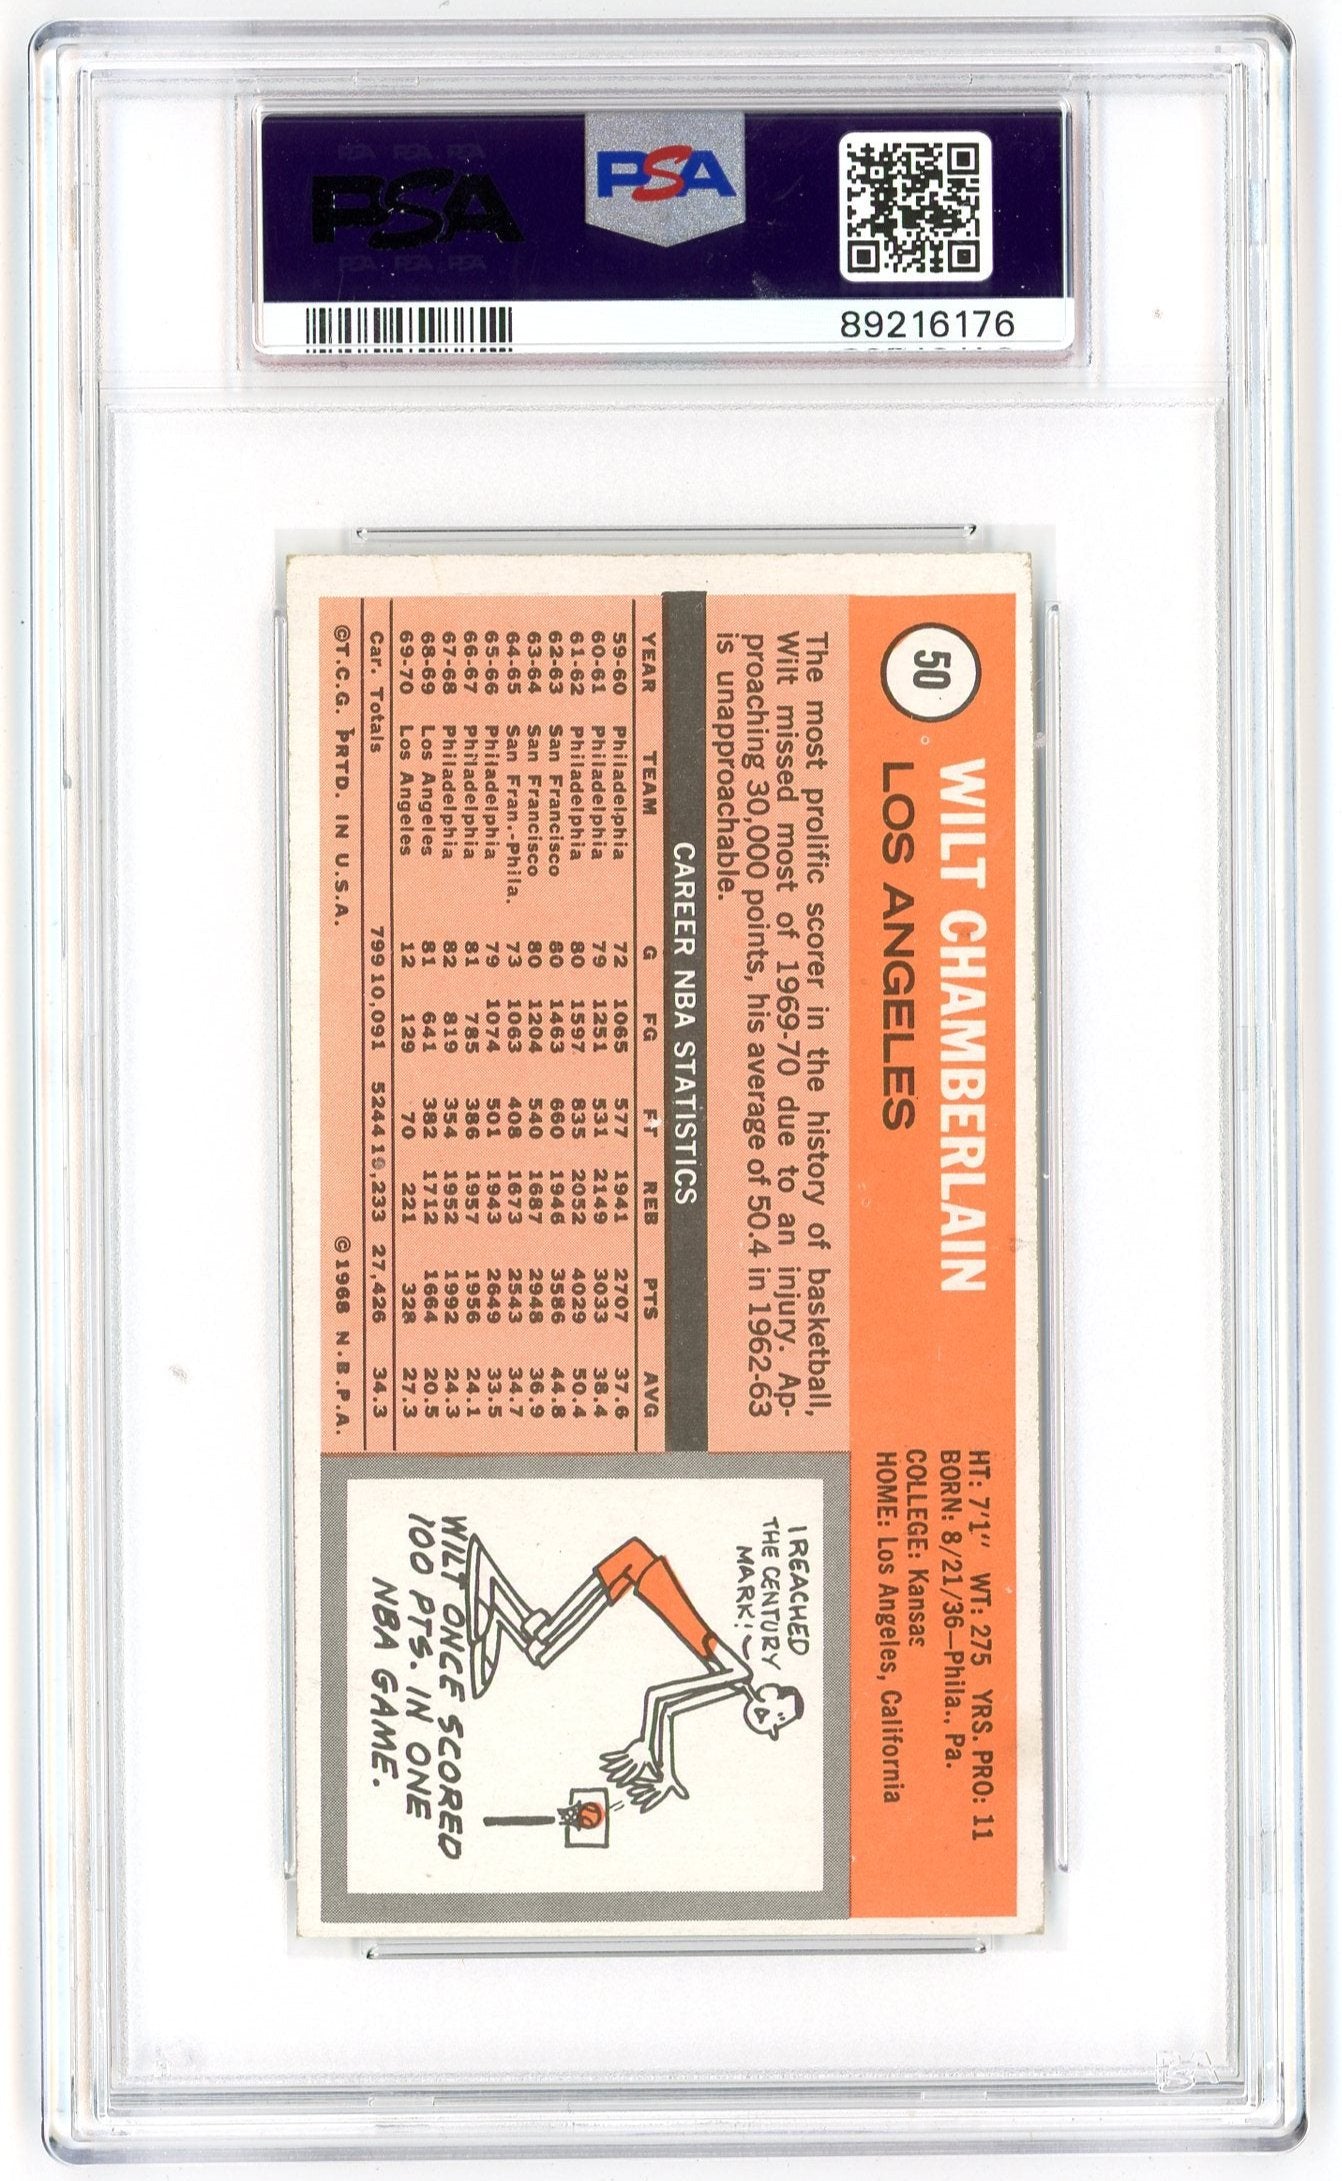 PSA
PSA
89216176
50
WILT CHAMBERLAIN
LOS ANGELES
HT: 7'1" WT: 275 YRS. PRO: 11
BORN: 8/21/36—Phila., Pa.
COLLEGE: Kansas
HOME: Los Angeles, California
The most prolific scorer in the history of basketball,
Wilt missed most of 1969-70 due to an injury. Ap-
proaching 30,000 points, his average of 50.4 in 1962-63
is unapproachable.
CAREER NBA STATISTICS
YEAR TEAM G FG FT REB PTS AVG
59-60 Philadelphia 72 1065 577 1941 2707 37.6
60-61 Philadelphia 79 1251 531 2149 3033 38.4
61-62 Philadelphia 80 1597 835 2052 4029 50.4
62-63 San Francisco 80 1463 660 1946 3586 44.8
63-64 San Francisco 80 1204 540 1687 2948 36.9
64-65 San Fran.-Phila. 73 1063 408 1673 2543 34.7
65-66 Philadelphia 79 1074 501 1943 2649 33.5
66-67 Philadelphia 81 785 386 1957 1956 24.1
67-68 Philadelphia 82 819 354 1952 1992 24.3
68-69 Los Angeles 81 641 382 1712 1664 20.5
69-70 Los Angeles 12 129 70 221 328 27.3
Car. Totals 799 10,091 5244 19,233 27,426 34.3
©T.C.G. PRTD. IN U.S.A. ©1968 N.B.P.A.
I REACHED
THE CENTURY
MARK!
WILT ONCE SCORED
100 PTS. IN ONE
NBA GAME.
PSA